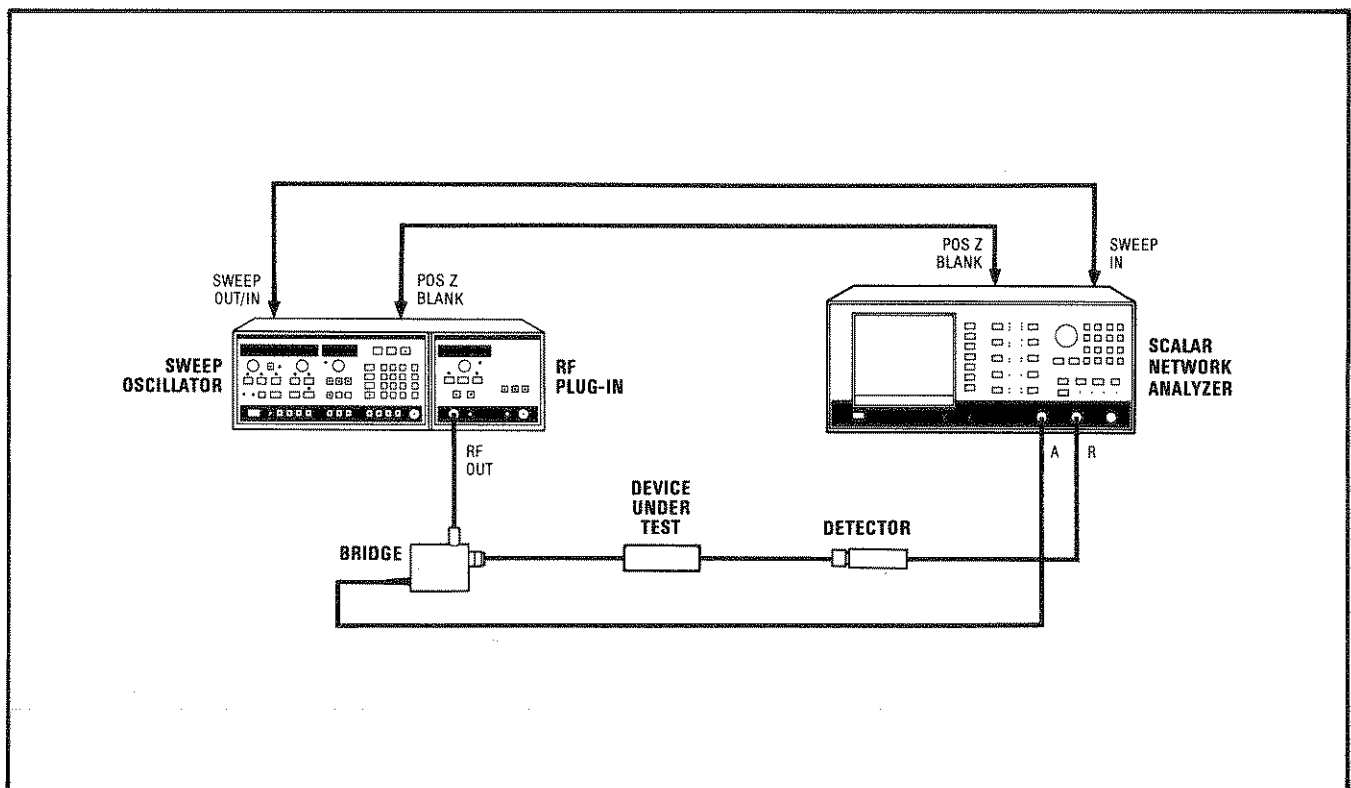 SWEEP
OUT/IN
POS Z
BLANK
POS Z
BLANK
SWEEP
IN
SWEEP
OSCILLATOR
RF
PLUG-IN
SCALAR
NETWORK
ANALYZER
RF
OUT
A
R
BRIDGE
DEVICE
UNDER
TEST
DETECTOR